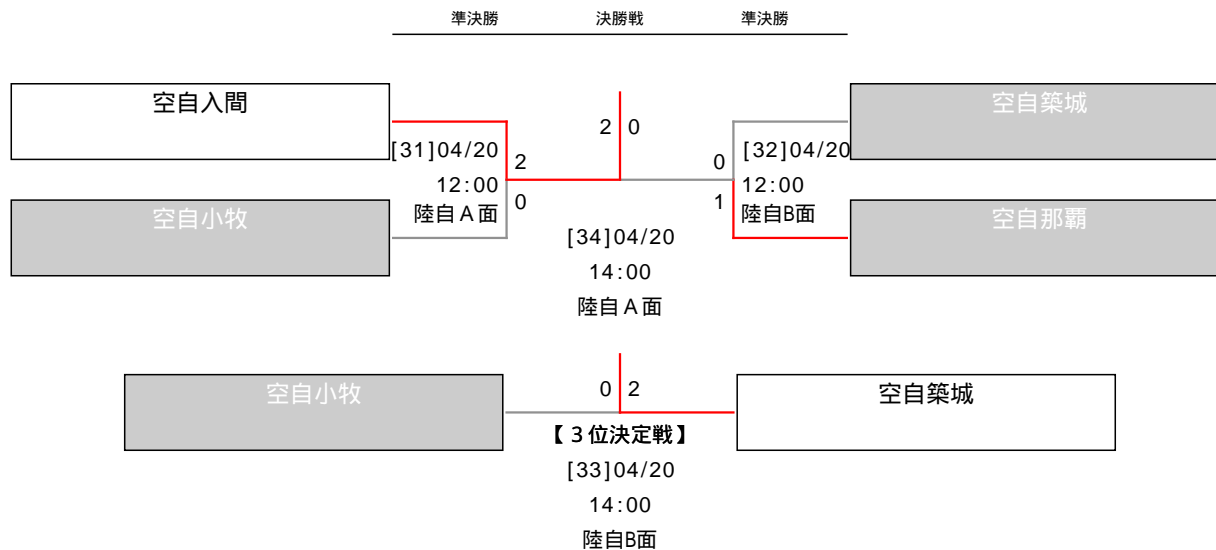 準決勝 決勝戦 準決勝
空自入間
空自築城
2 0
[31]04/20
2
0
[32]04/20
12:00
12:00
陸自Ａ面
0
1
陸自B面
空自小牧
空自那覇
[34]04/20
14:00
陸自Ａ面
空自小牧
0 2
空自築城
【３位決定戦】
[33]04/20
14:00
陸自B面